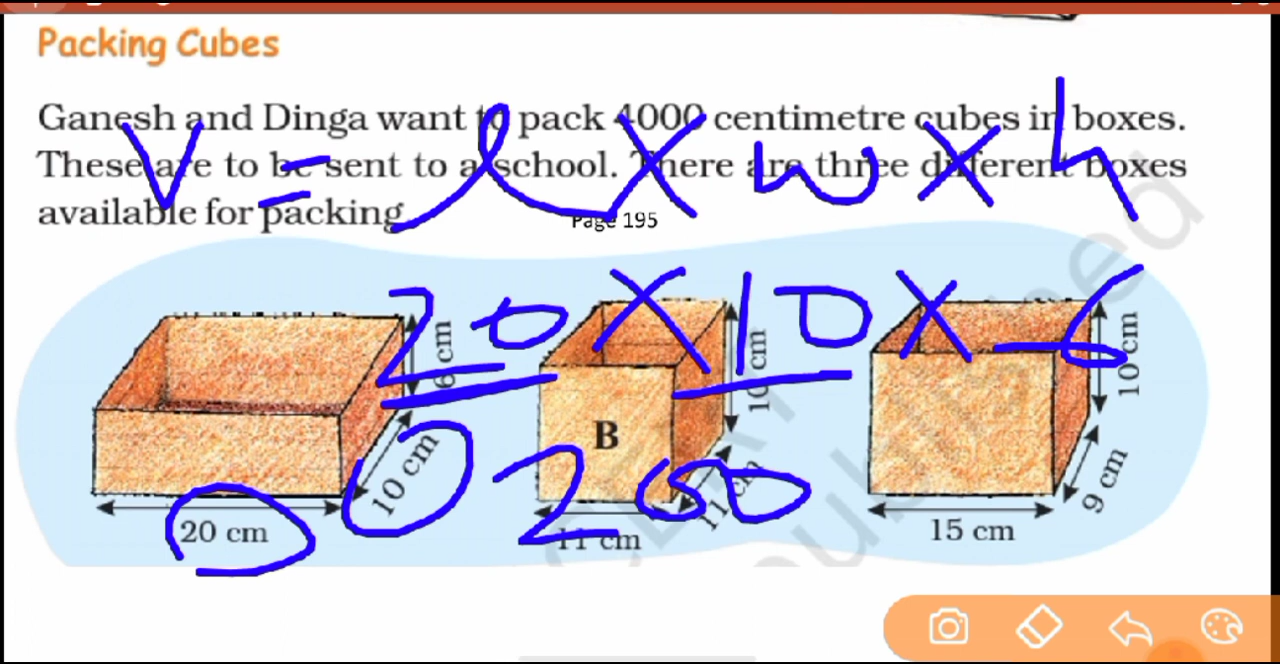 Packing Cubes
Ganesh and Dinga want to pack 4000 centimetre cubes in boxes.
These are to be sent to a school. There are three different boxes
available for packing
Page 195
V = l X w X h
20 X 10 X 6
200
6 cm
10 cm
20 cm
B
10 cm
11 cm
11 cm
10 cm
9 cm
15 cm